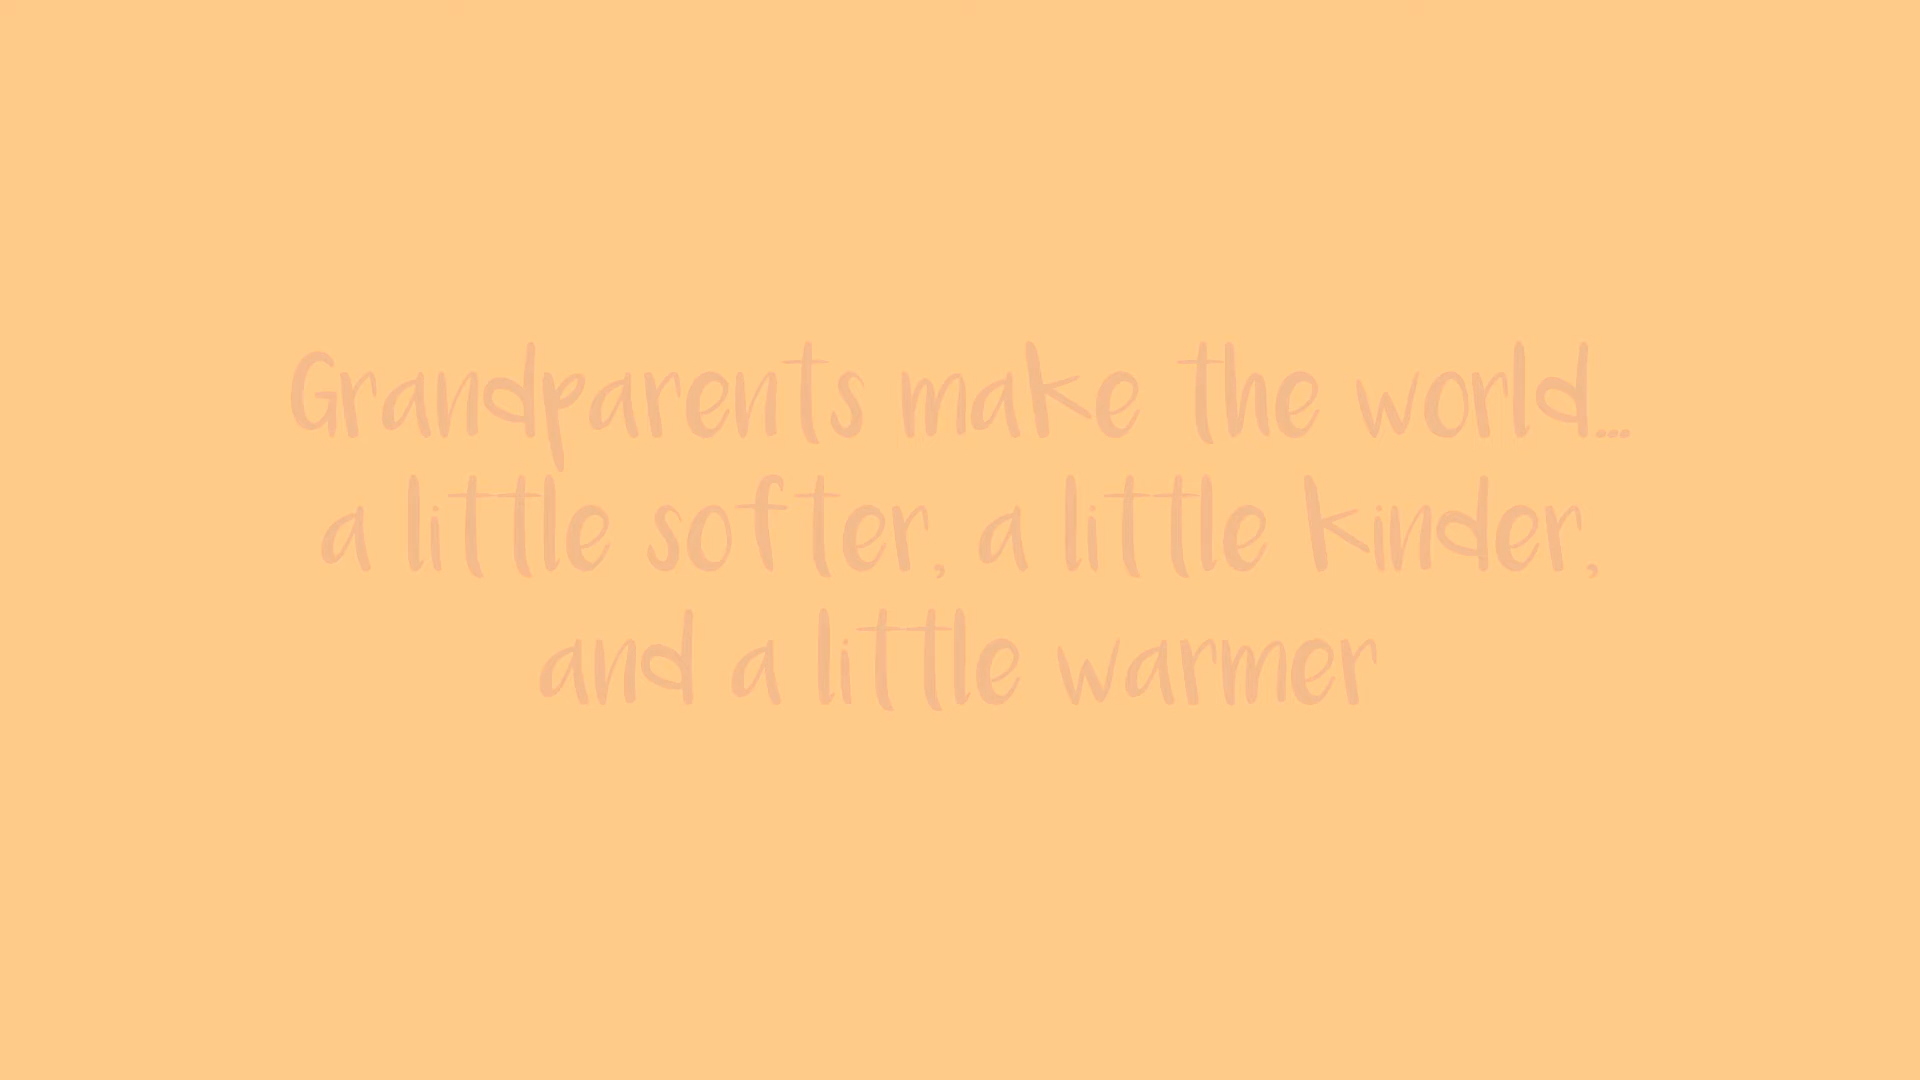 Grandparents make the world...
a little softer, a little kinder,
and a little warmer